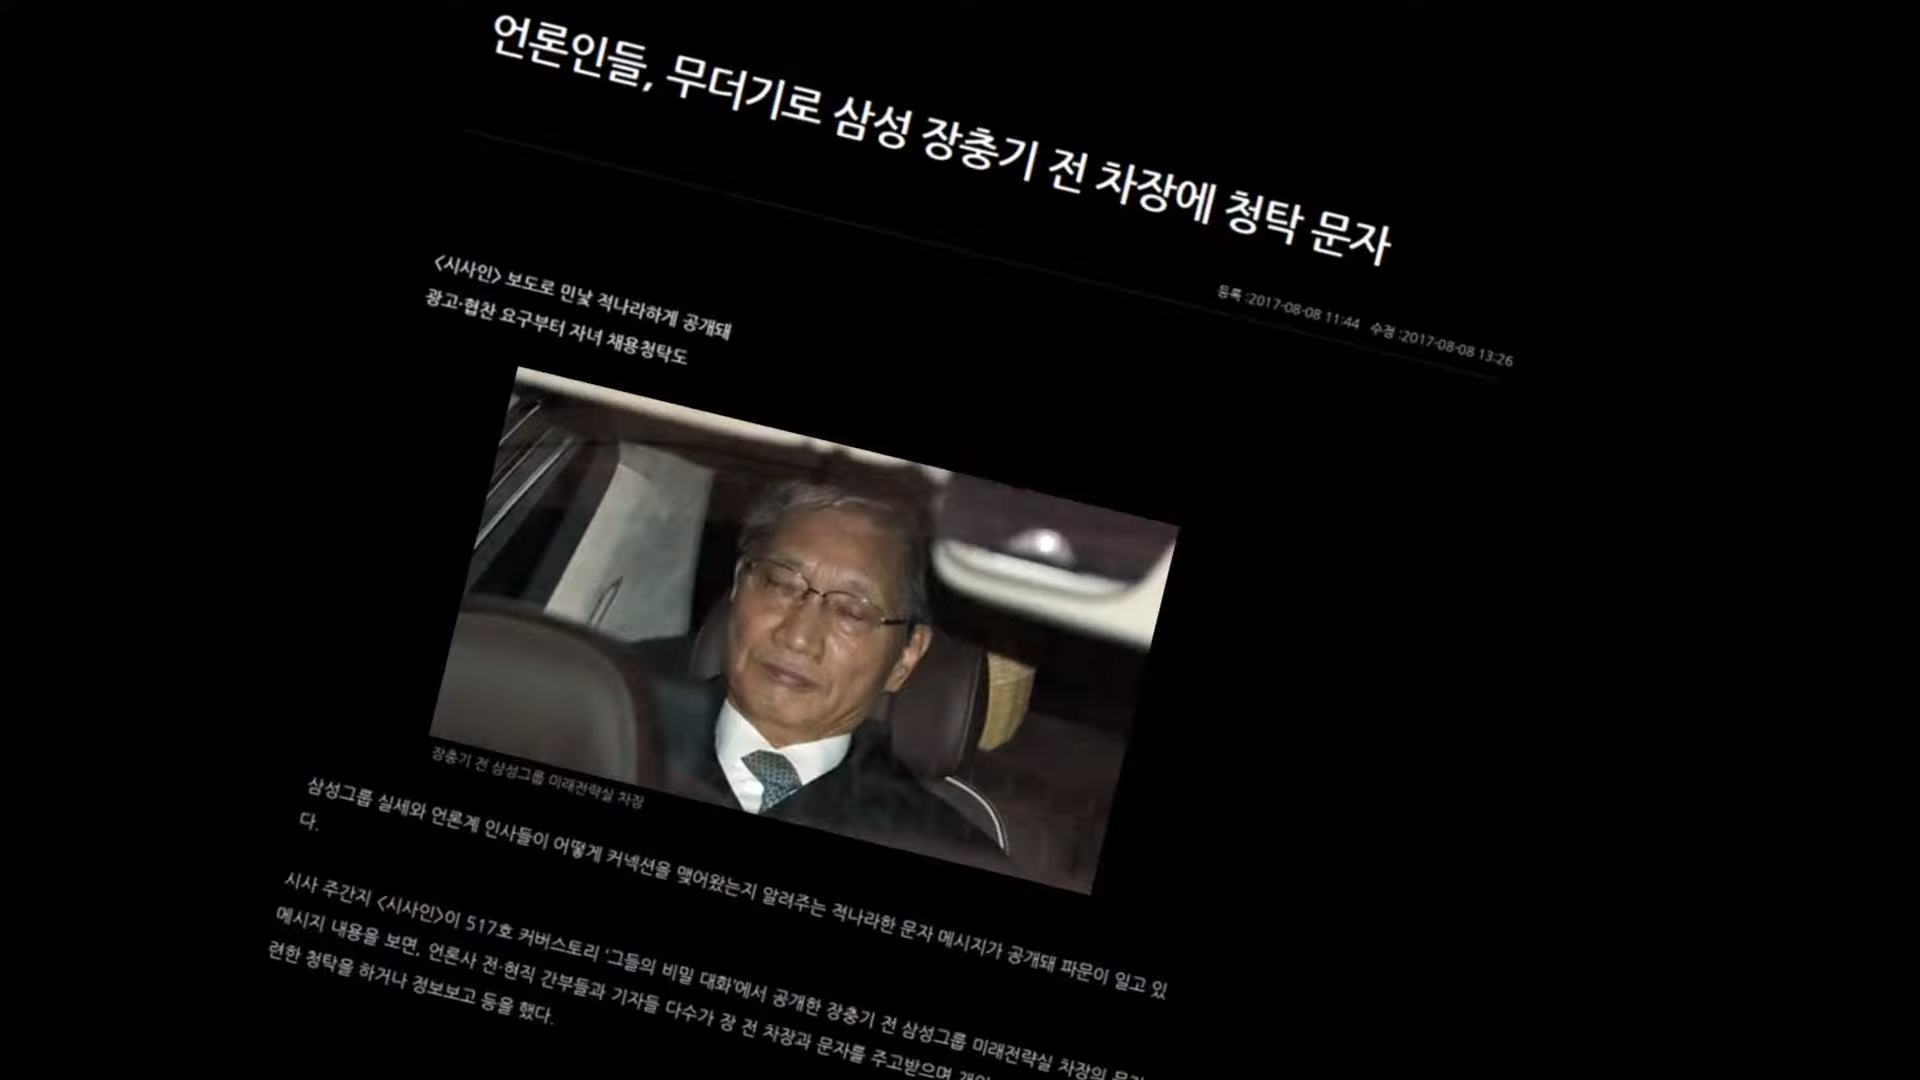 언론인들, 무더기로 삼성 장충기 전 차장에 청탁 문자
등록 :2017-08-08 11:44 수정 :2017-08-08 13:26
<시사인> 보도로 민낯 적나라하게 공개돼
광고·협찬 요구부터 자녀 채용청탁도
장충기 전 삼성그룹 미래전략실 차장
삼성그룹 실세와 언론계 인사들이 어떻게 커넥션을 맺어왔는지 알려주는 적나라한 문자 메시지가 공개돼 파문이 일고 있
다.
시사 주간지 <시사인>이 517호 커버스토리 ‘그들의 비밀 대화’에서 공개한 장충기 전 삼성그룹 미래전략실 차장의 문자
메시지 내용을 보면, 언론사 전·현직 간부들과 기자들 다수가 장 전 차장과 문자를 주고받으며
련한 청탁을 하거나 정보보고 등을 했다.